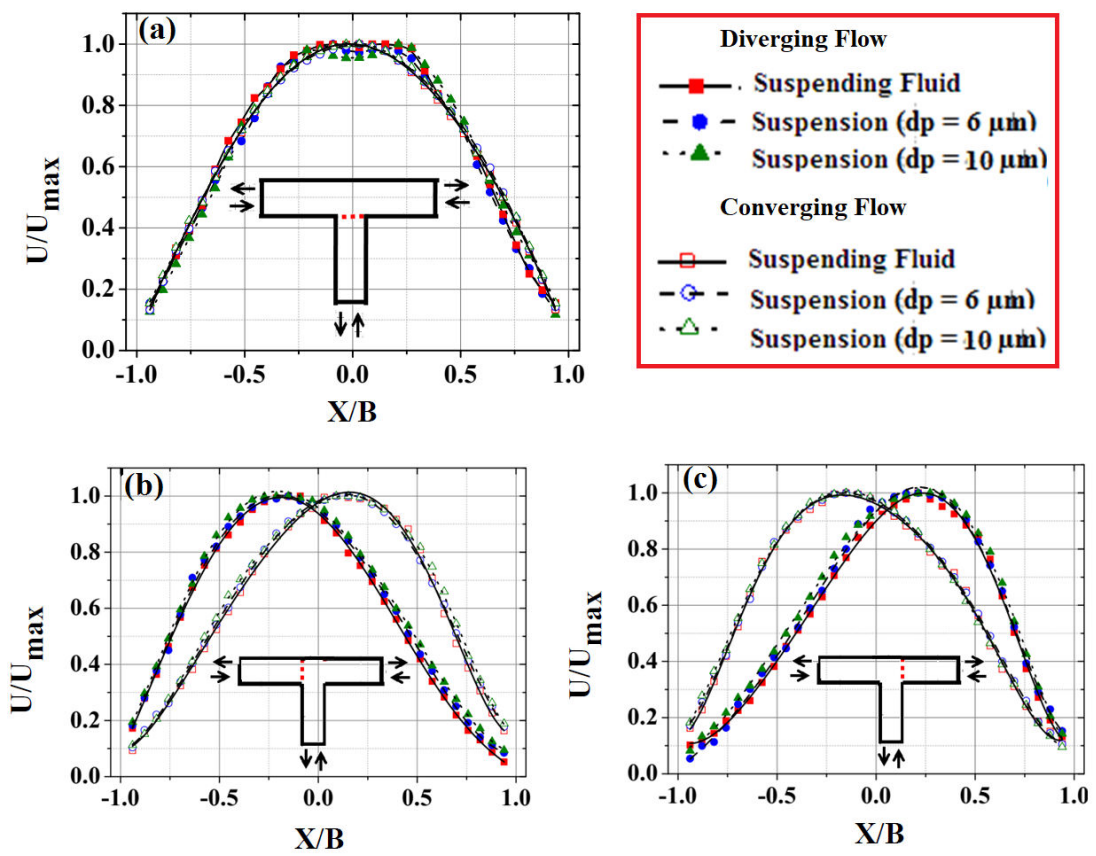 (a)
U/Umax
1.0
0.8
0.6
0.4
0.2
0.0
-1.0 -0.5 0.0 0.5 1.0
X/B
Diverging Flow
Suspending Fluid
Suspension (dp = 6 µm)
Suspension (dp = 10 µm)
Converging Flow
Suspending Fluid
Suspension (dp = 6 µm)
Suspension (dp = 10 µm)
(b)
U/Umax
1.0
0.8
0.6
0.4
0.2
0.0
-1.0 -0.5 0.0 0.5 1.0
X/B
(c)
U/Umax
1.0
0.8
0.6
0.4
0.2
0.0
-1.0 -0.5 0.0 0.5 1.0
X/B